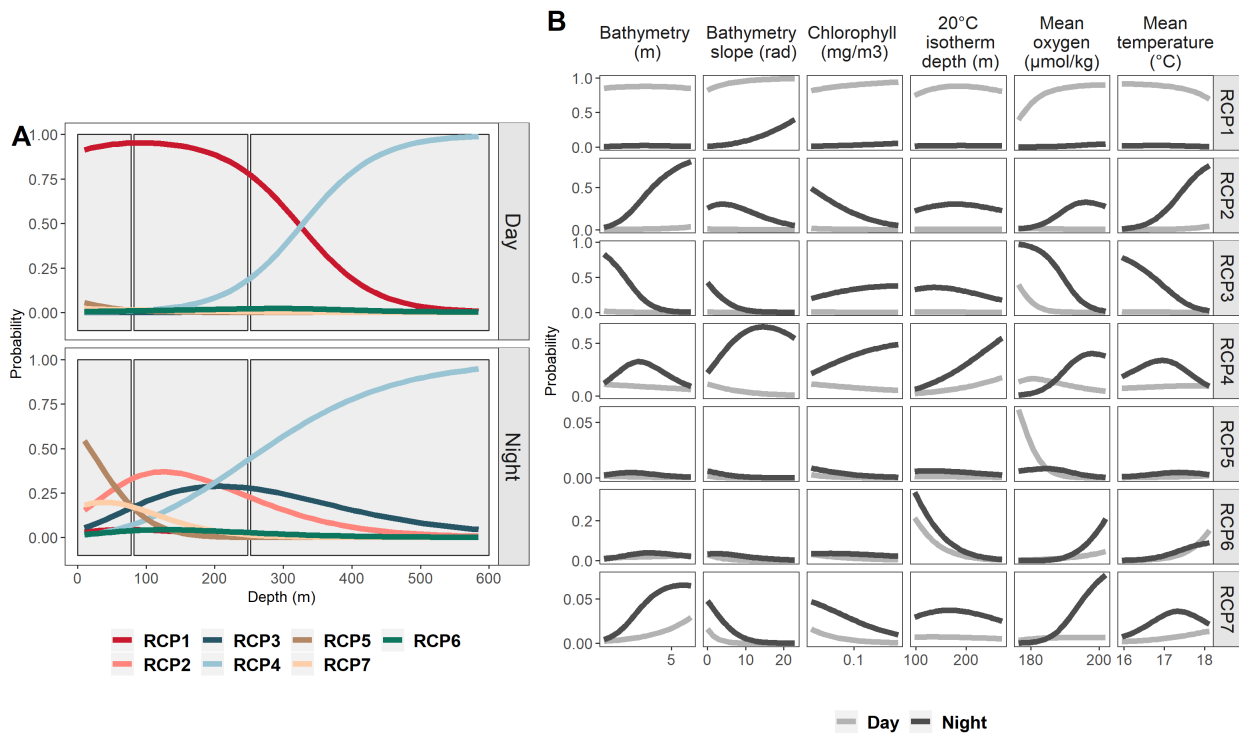 A
1.00
0.75
0.50
0.25
0.00
Day
1.00
0.75
0.50
0.25
0.00
Night
Probability
0
100
200
300
400
500
600
Depth (m)
RCP1
RCP3
RCP5
RCP6
RCP2
RCP4
RCP7
B
Bathymetry
(m)
Bathymetry
slope (rad)
Chlorophyll
(mg/m3)
20°C
isotherm
depth (m)
Mean
oxygen
(µmol/kg)
Mean
temperature
(°C)
1.0
0.5
0.0
RCP1
0.5
0.0
RCP2
1.0
0.5
0.0
RCP3
0.5
0.0
RCP4
0.05
0.00
RCP5
0.2
0.0
RCP6
0.05
0.00
RCP7
Probability
5
0
10
20
0.1
100
200
180
200
16
17
18
Day
Night